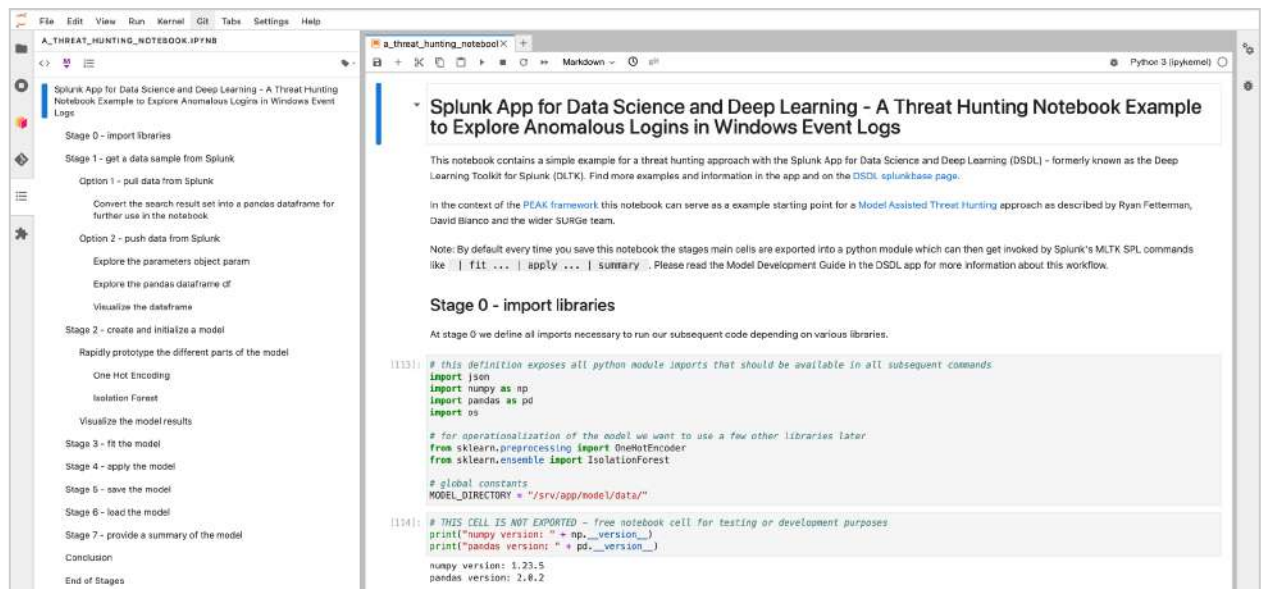 File Edit View Run Kernel Git Tabs Settings Help
A_THREAT_HUNTING_NOTEBOOK.IPYNB
Splunk App for Data Science and Deep Learning - A Threat Hunting
Notebook Example to Explore Anomalous Logins in Windows Event
Logs
Stage 0 - import libraries
Stage 1 - get a data sample from Splunk
Option 1 - pull data from Splunk
Convert the search result set into a pandas dataframe for
further use in the notebook
Option 2 - push data from Splunk
Explore the parameters object param
Explore the pandas dataframe df
Visualize the dataframe
Stage 2 - create and initialize a model
Rapidly prototype the different parts of the model
One Hot Encoding
Isolation Forest
Visualize the model results
Stage 3 - fit the model
Stage 4 - apply the model
Stage 5 - save the model
Stage 6 - load the model
Stage 7 - provide a summary of the model
Conclusion
End of Stages
a_threat_hunting_notebool
Markdown
git
Python 3 (ipykernel)
Splunk App for Data Science and Deep Learning - A Threat Hunting Notebook Example
to Explore Anomalous Logins in Windows Event Logs
This notebook contains a simple example for a threat hunting approach with the Splunk App for Data Science and Deep Learning (DSDL) - formerly known as the Deep
Learning Toolkit for Splunk (DLTK). Find more examples and information in the app and on the DSDL splunkbase page.
In the context of the PEAK framework this notebook can serve as a example starting point for a Model Assisted Threat Hunting approach as described by Ryan Fetterman,
David Bianco and the wider SURGe team.
Note: By default every time you save this notebook the stages main cells are exported into a python module which can then get invoked by Splunk's MLTK SPL commands
like | fit ... | apply ... | summary . Please read the Model Development Guide in the DSDL app for more information about this workflow.
Stage 0 - import libraries
At stage 0 we define all imports necessary to run our subsequent code depending on various libraries.
[113]: # this definition exposes all python module imports that should be available in all subsequent commands
import json
import numpy as np
import pandas as pd
import os
# for operationalization of the model we want to use a few other libraries later
from sklearn.preprocessing import OneHotEncoder
from sklearn.ensemble import IsolationForest
# global constants
MODEL_DIRECTORY = "/srv/app/model/data/"
[114]: # THIS CELL IS NOT EXPORTED - free notebook cell for testing or development purposes
print("numpy version: " + np.__version__)
print("pandas version: " + pd.__version__)
numpy version: 1.23.5
pandas version: 2.0.2